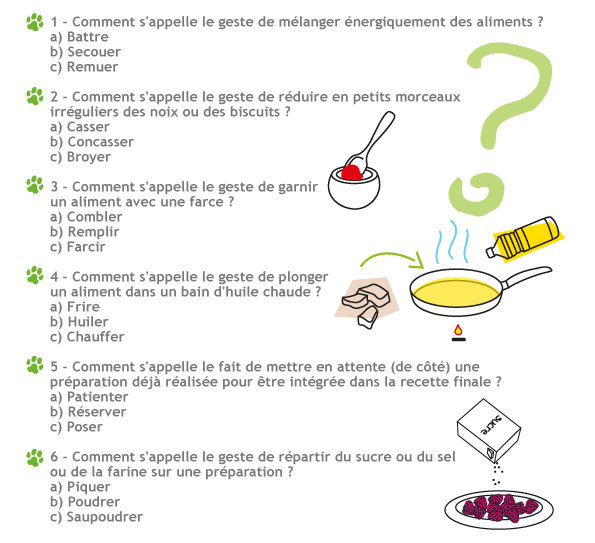 1 - Comment s'appelle le geste de mélanger énergiquement des aliments ?
a) Battre
b) Secouer
c) Remuer
2 - Comment s'appelle le geste de réduire en petits morceaux
irréguliers des noix ou des biscuits ?
a) Casser
b) Concasser
c) Broyer
3 - Comment s'appelle le geste de garnir
un aliment avec une farce ?
a) Combler
b) Remplir
c) Farcir
4 - Comment s'appelle le geste de plonger
un aliment dans un bain d'huile chaude ?
a) Frire
b) Huiler
c) Chauffer
5 - Comment s'appelle le fait de mettre en attente (de côté) une
préparation déjà réalisée pour être intégrée dans la recette finale ?
a) Patienter
b) Réserver
c) Poser
6 - Comment s'appelle le geste de répartir du sucre ou du sel
ou de la farine sur une préparation ?
a) Piquer
b) Poudrer
c) Saupoudrer
sucre
?